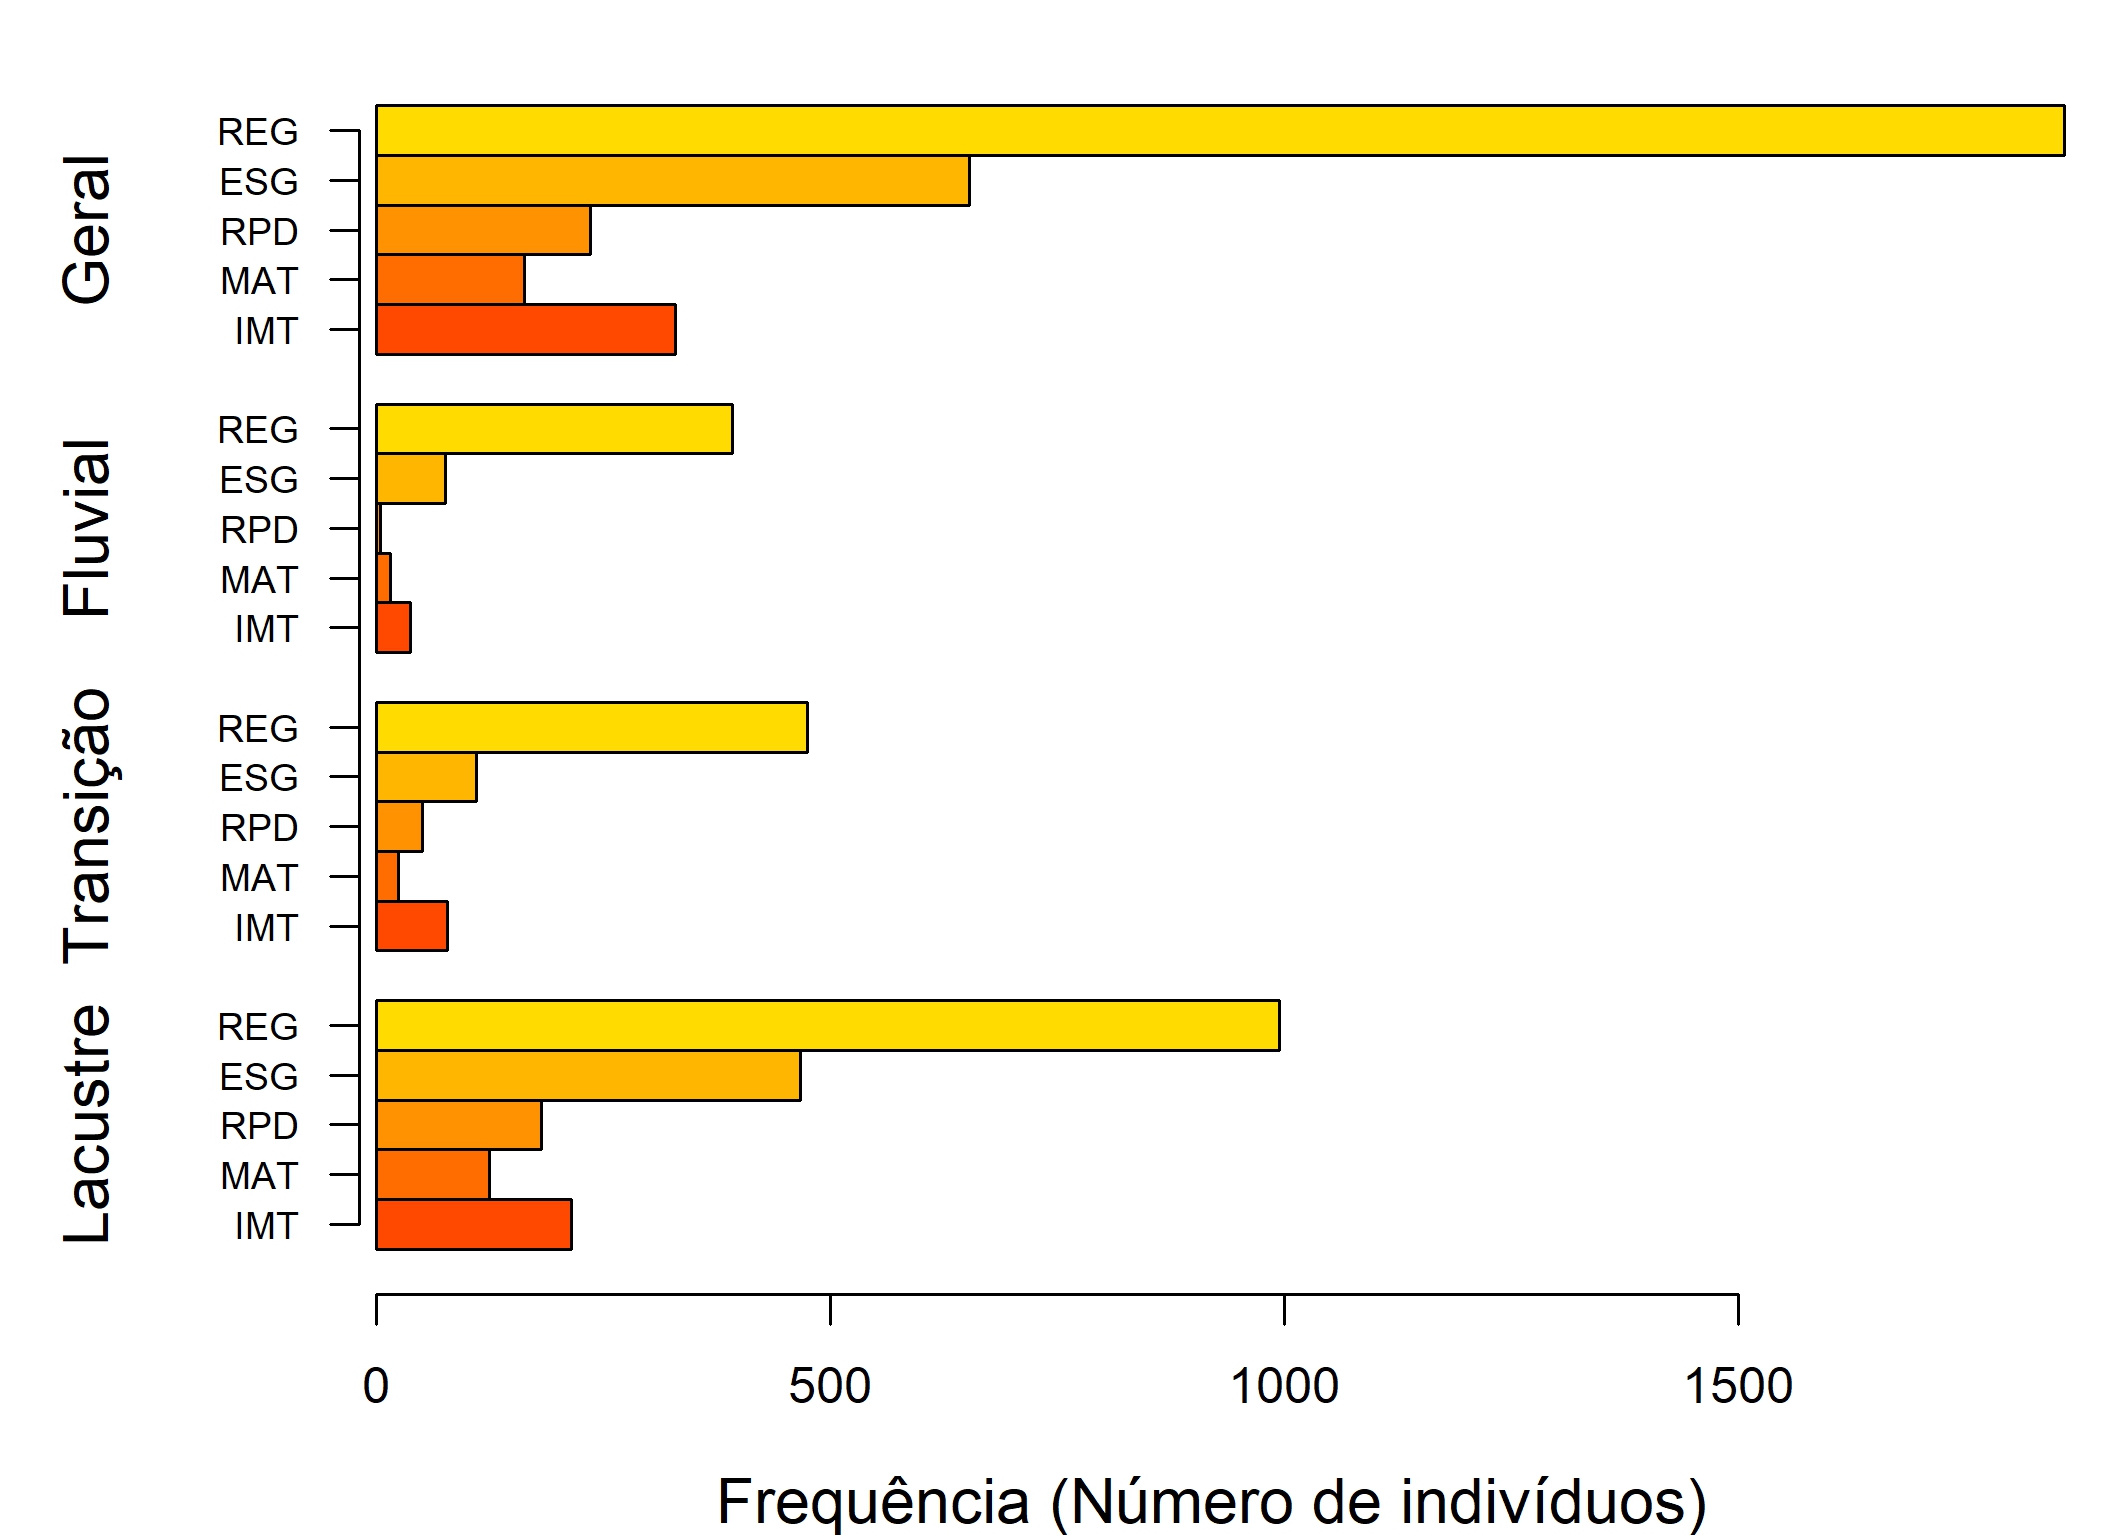 Geral
REG
ESG
RPD
MAT
IMT
Fluvial
REG
ESG
RPD
MAT
IMT
Transição
REG
ESG
RPD
MAT
IMT
Lacustre
REG
ESG
RPD
MAT
IMT
0 500 1000 1500
Frequência (Número de indivíduos)